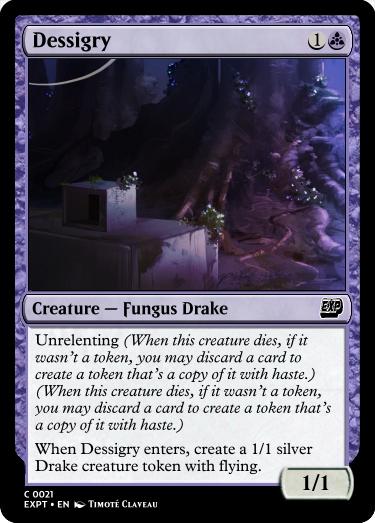 Dessigry
1
Creature — Fungus Drake
EXP
Unrelenting (When this creature dies, if it
wasn't a token, you may discard a card to
create a token that's a copy of it with haste.)
(When this creature dies, if it wasn't a token,
you may discard a card to create a token that's
a copy of it with haste.)
When Dessigry enters, create a 1/1 silver
Drake creature token with flying.
1/1
C 0021
EXPT • EN Timoté Claveau